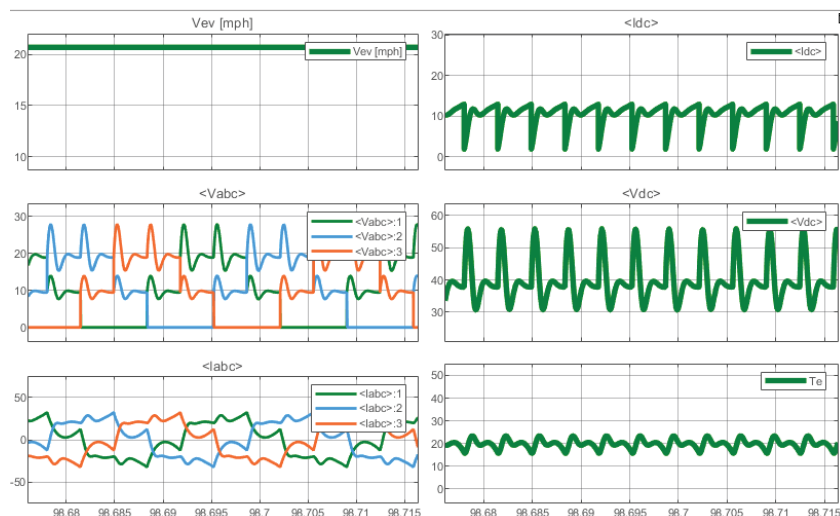 Vev [mph]
Vev [mph]
20
15
10
<Idc>
<Idc>
30
20
10
0
<Vabc>
<Vabc>:1
<Vabc>:2
<Vabc>:3
30
20
10
0
<Vdc>
<Vdc>
60
50
40
30
<Iabc>
<Iabc>:1
<Iabc>:2
<Iabc>:3
50
0
-50
98.68 98.685 98.69 98.695 98.7 98.705 98.71 98.715
Te
50
40
30
20
10
0
98.68 98.685 98.69 98.695 98.7 98.705 98.71 98.715